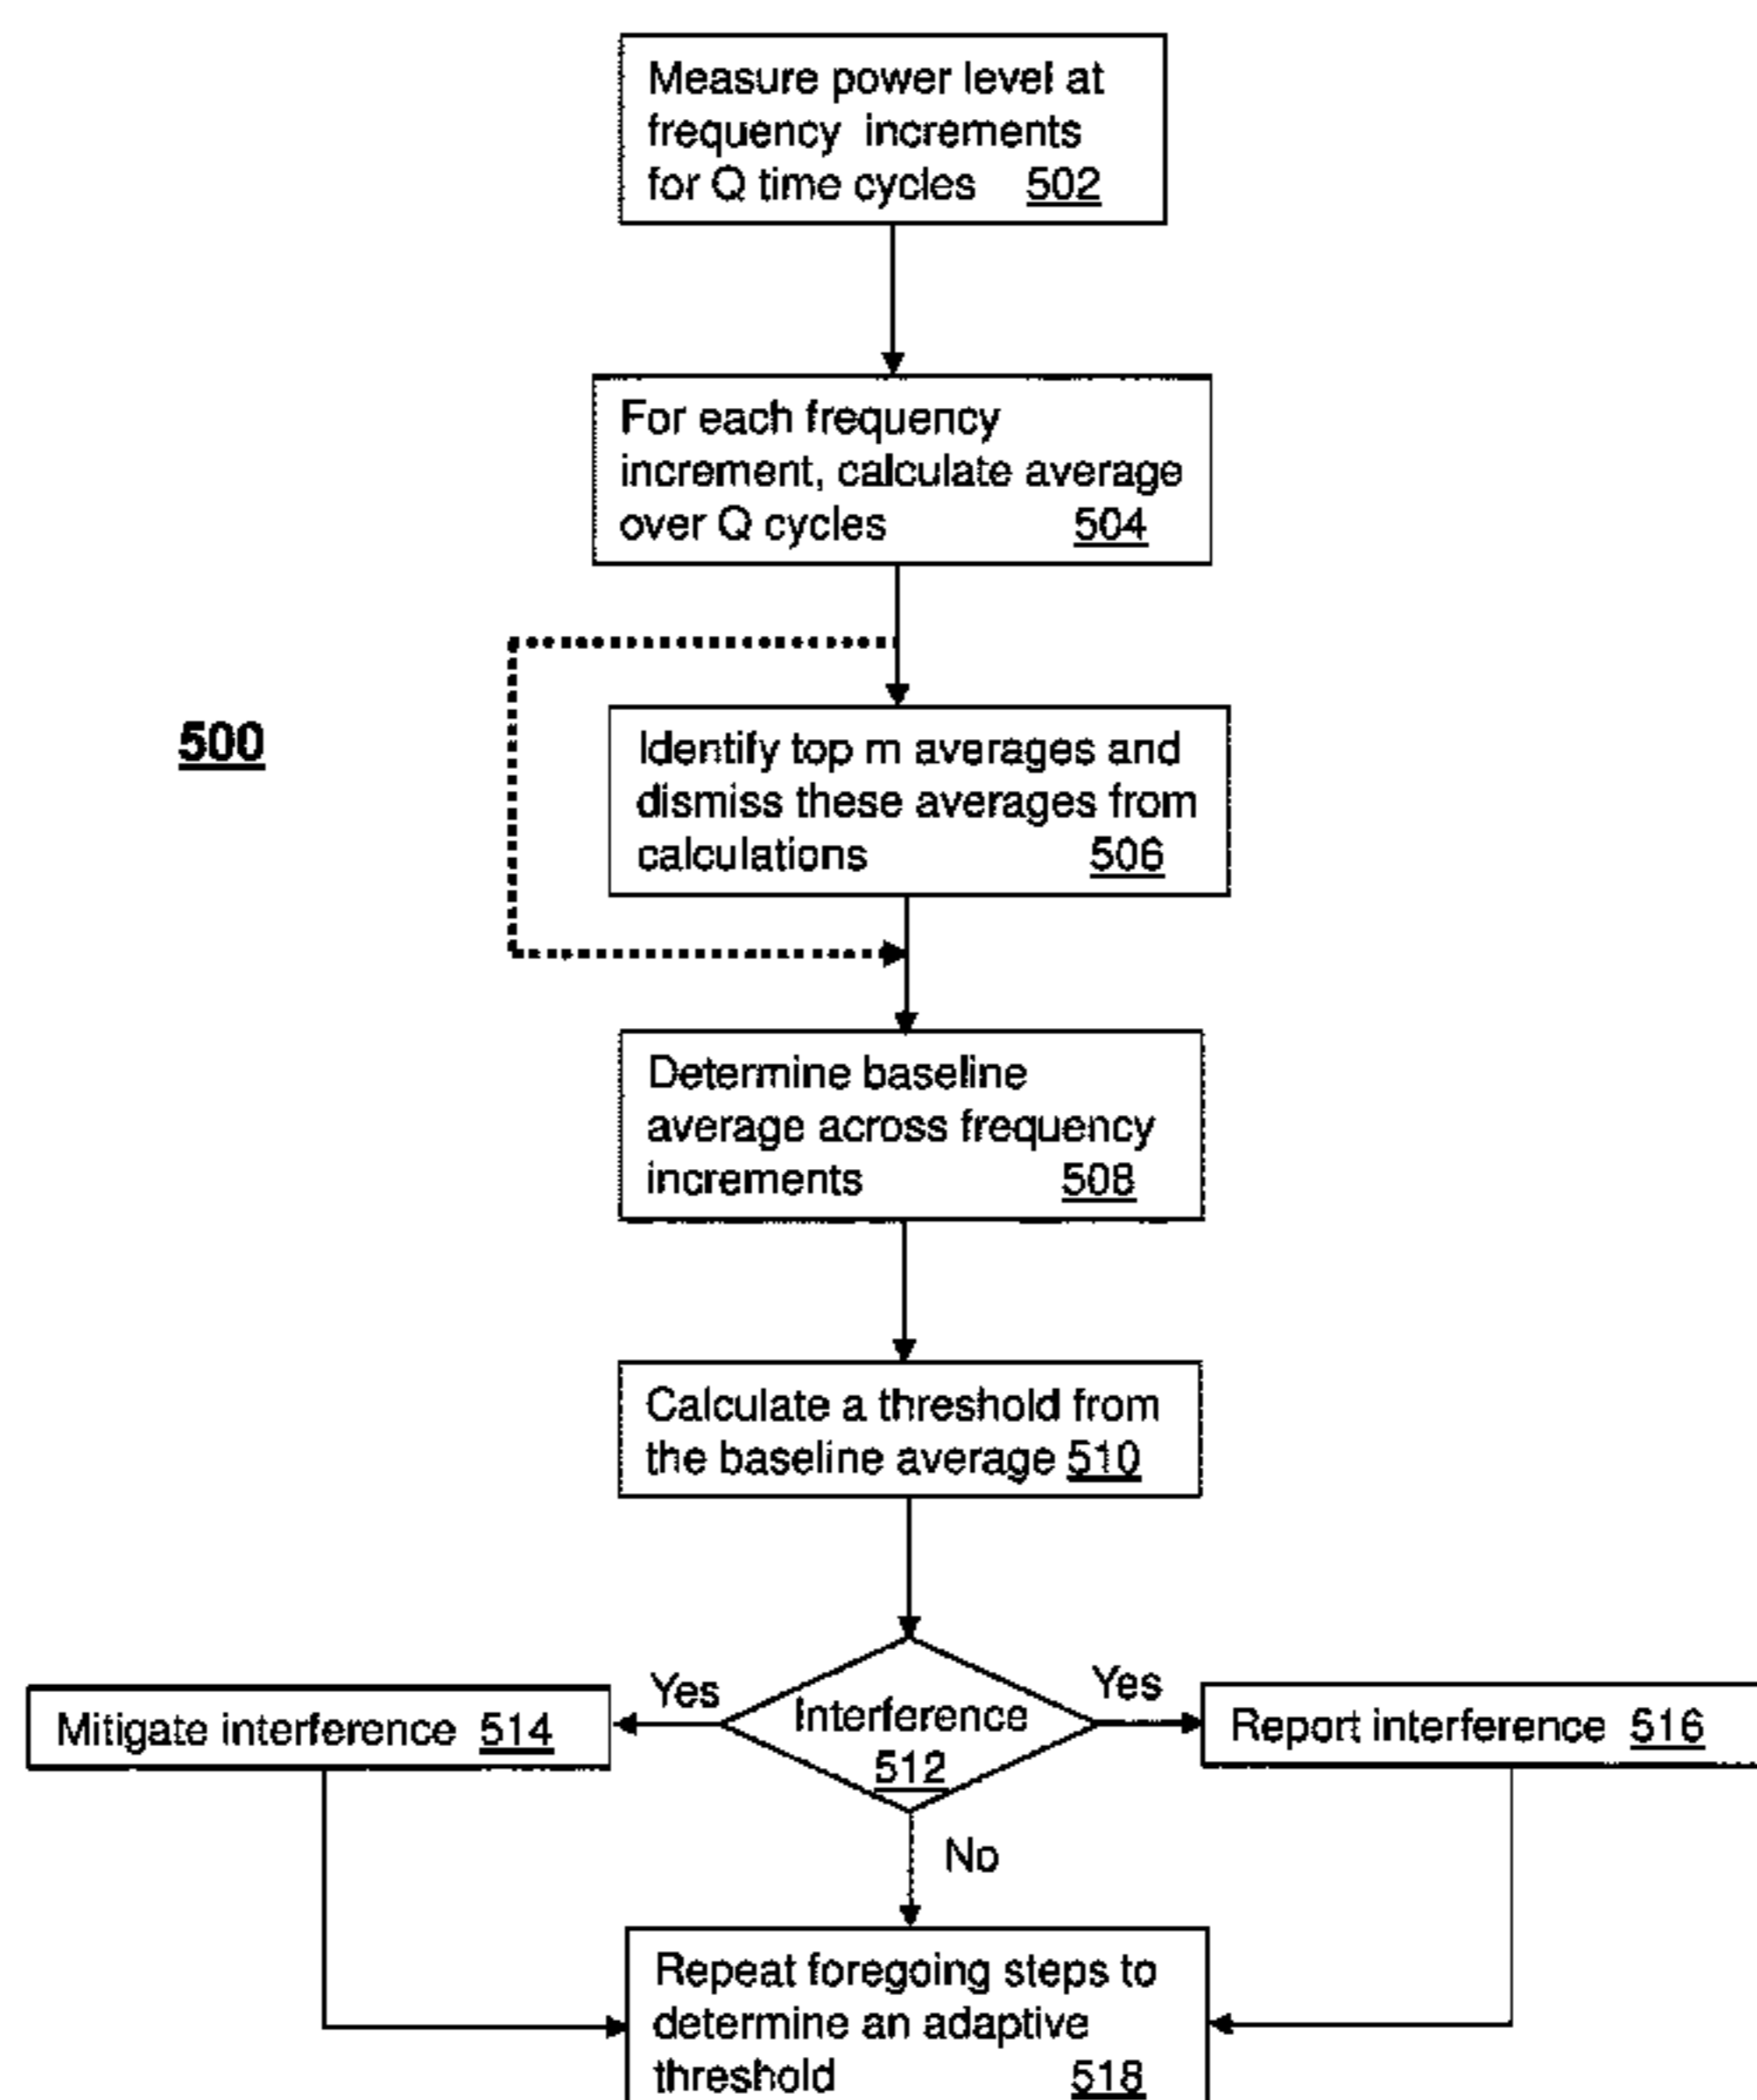 Measure power level at
frequency increments
for Q time cycles 502
For each frequency
increment, calculate average
over Q cycles 504
500
Identify top m averages and
dismiss these averages from
calculations 506
Determine baseline
average across frequency
increments 508
Calculate a threshold from
the baseline average 510
Yes
Yes
Mitigate interference 514
Interference
512
Report interference 516
No
Repeat foregoing steps to
determine an adaptive
threshold 518